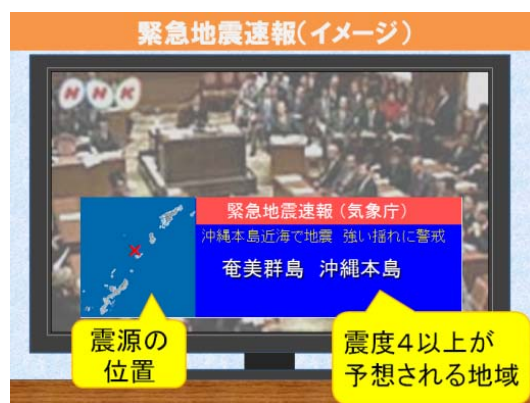 緊急地震速報(イメージ)
NHK
緊急地震速報(気象庁)
沖縄本島近海で地震 強い揺れに警戒
奄美群島 沖縄本島
震源の
位置
震度4以上が
予想される地域